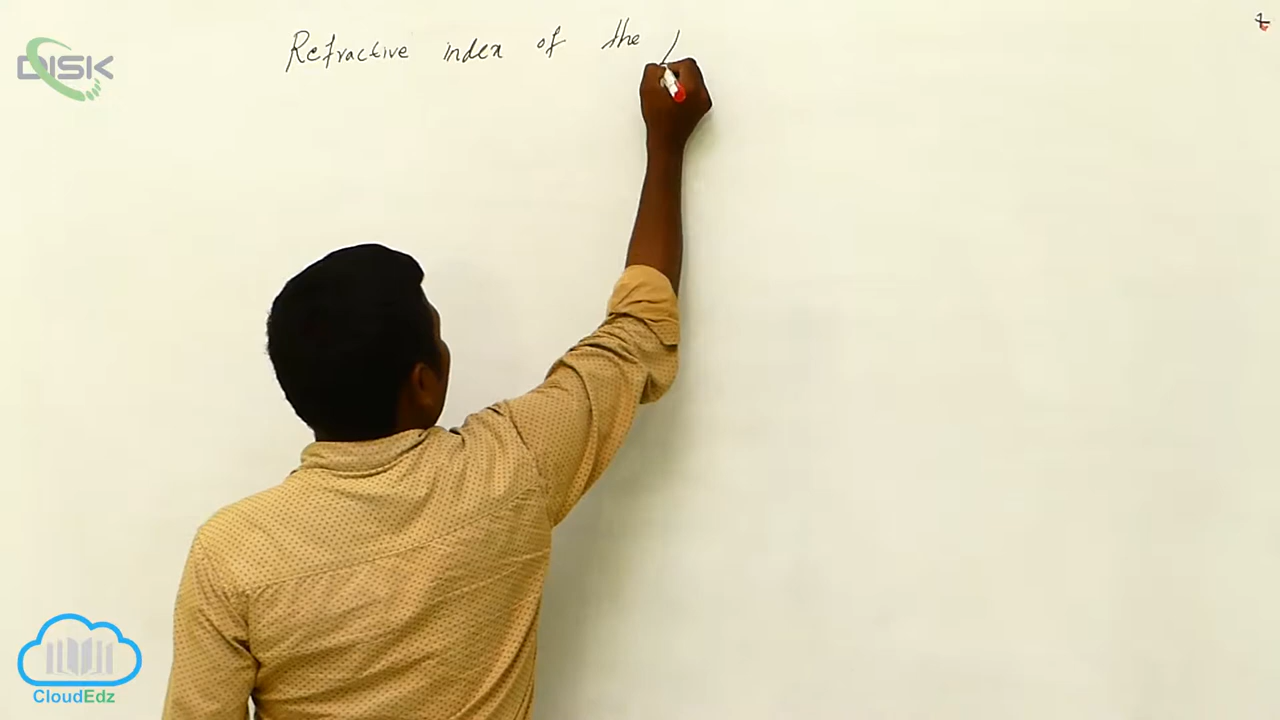 Refractive index of the
DISK
CloudEdz